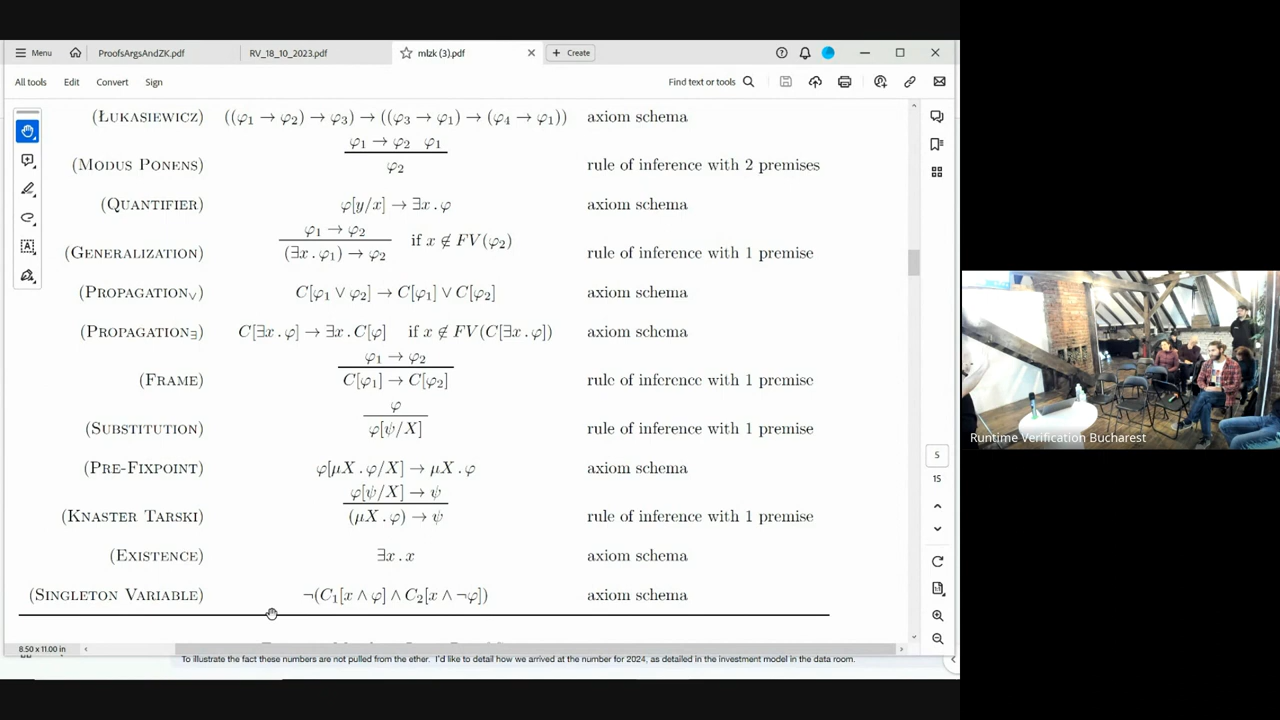 Menu ProofsArgsAndZK.pdf RV_18_10_2023.pdf mlzk (3).pdf Create
All tools Edit Convert Sign Find text or tools
(Łukasiewicz) ((φ₁ → φ₂) → φ₃) → ((φ₃ → φ₁) → (φ₄ → φ₁)) axiom schema
φ₁ → φ₂ φ₁
(Modus Ponens) φ₂ rule of inference with 2 premises
(Quantifier) φ[y/x] → ∃x . φ axiom schema
φ₁ → φ₂ if x ∉ FV(φ₂)
(Generalization) (∃x . φ₁) → φ₂ rule of inference with 1 premise
(Propagation∨) C[φ₁ ∨ φ₂] → C[φ₁] ∨ C[φ₂] axiom schema
(Propagation∃) C[∃x . φ] → ∃x . C[φ] if x ∉ FV(C[∃x . φ]) axiom schema
φ₁ → φ₂
(Frame) C[φ₁] → C[φ₂] rule of inference with 1 premise
φ
(Substitution) φ[ψ/X] rule of inference with 1 premise
(Pre-Fixpoint) φ[μX . φ/X] → μX . φ axiom schema
φ[ψ/X] → ψ
(Knaster Tarski) (μX . φ) → ψ rule of inference with 1 premise
(Existence) ∃x . x axiom schema
(Singleton Variable) ¬(C₁[x ∧ φ] ∧ C₂[x ∧ ¬φ]) axiom schema
5
15
8.50 x 11.00 in
To illustrate the fact these numbers are not pulled from the ether. I'd like to detail how we arrived at the number for 2024, as detailed in the investment model in the data room.
Runtime Verification Bucharest